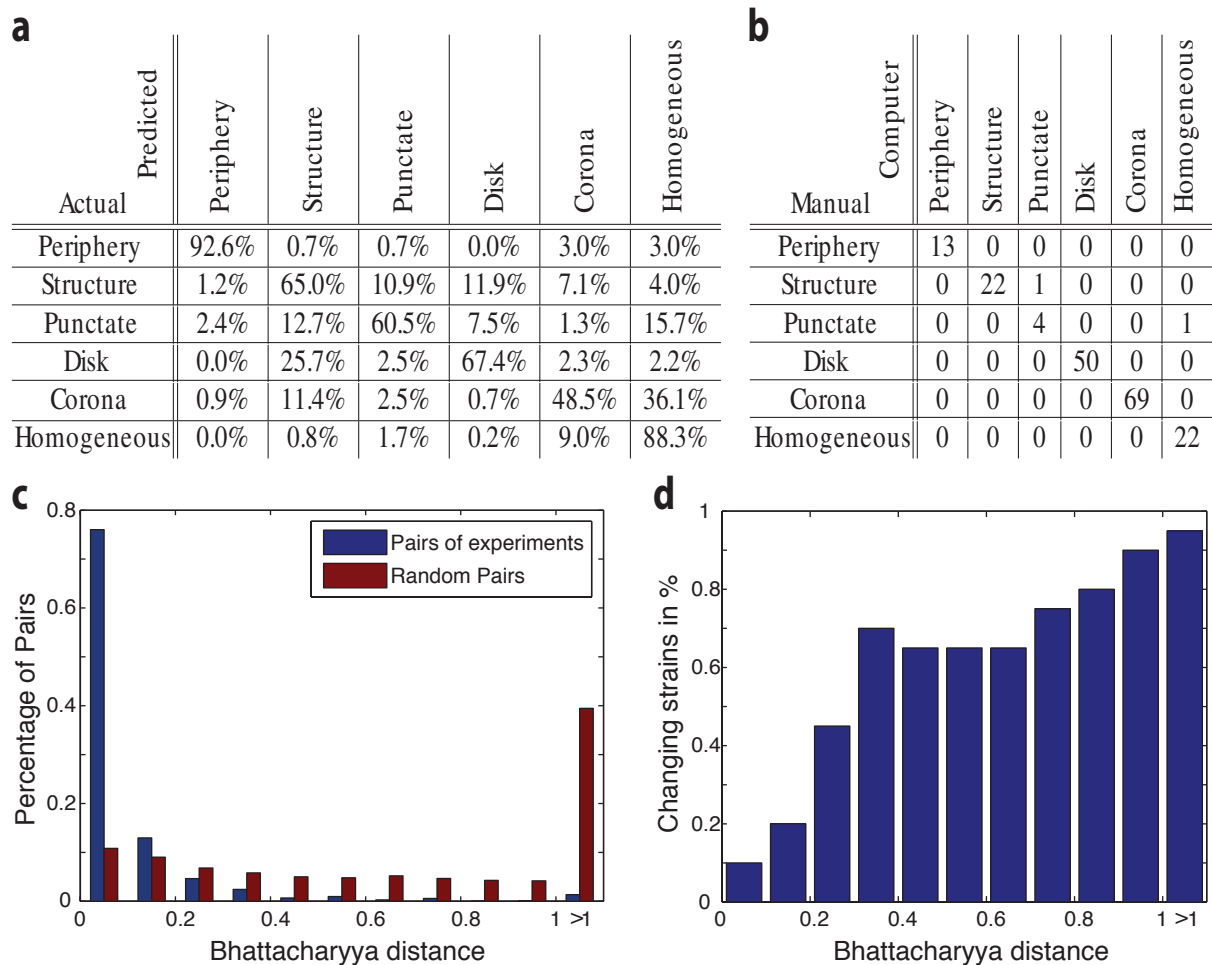 a
Predicted
Periphery
Structure
Punctate
Disk
Corona
Homogeneous
Actual
Periphery 92.6% 0.7% 0.7% 0.0% 3.0% 3.0%
Structure 1.2% 65.0% 10.9% 11.9% 7.1% 4.0%
Punctate 2.4% 12.7% 60.5% 7.5% 1.3% 15.7%
Disk 0.0% 25.7% 2.5% 67.4% 2.3% 2.2%
Corona 0.9% 11.4% 2.5% 0.7% 48.5% 36.1%
Homogeneous 0.0% 0.8% 1.7% 0.2% 9.0% 88.3%
b
Computer
Periphery
Structure
Punctate
Disk
Corona
Homogeneous
Manual
Periphery 13 0 0 0 0 0
Structure 0 22 1 0 0 0
Punctate 0 0 4 0 0 1
Disk 0 0 0 50 0 0
Corona 0 0 0 0 69 0
Homogeneous 0 0 0 0 0 22
c
Percentage of Pairs
0.8
0.6
0.4
0.2
0
Pairs of experiments
Random Pairs
0 0.2 0.4 0.6 0.8 1 >1
Bhattacharyya distance
d
Changing strains in %
1
0.8
0.6
0.4
0.2
0
0 0.2 0.4 0.6 0.8 1 >1
Bhattacharyya distance